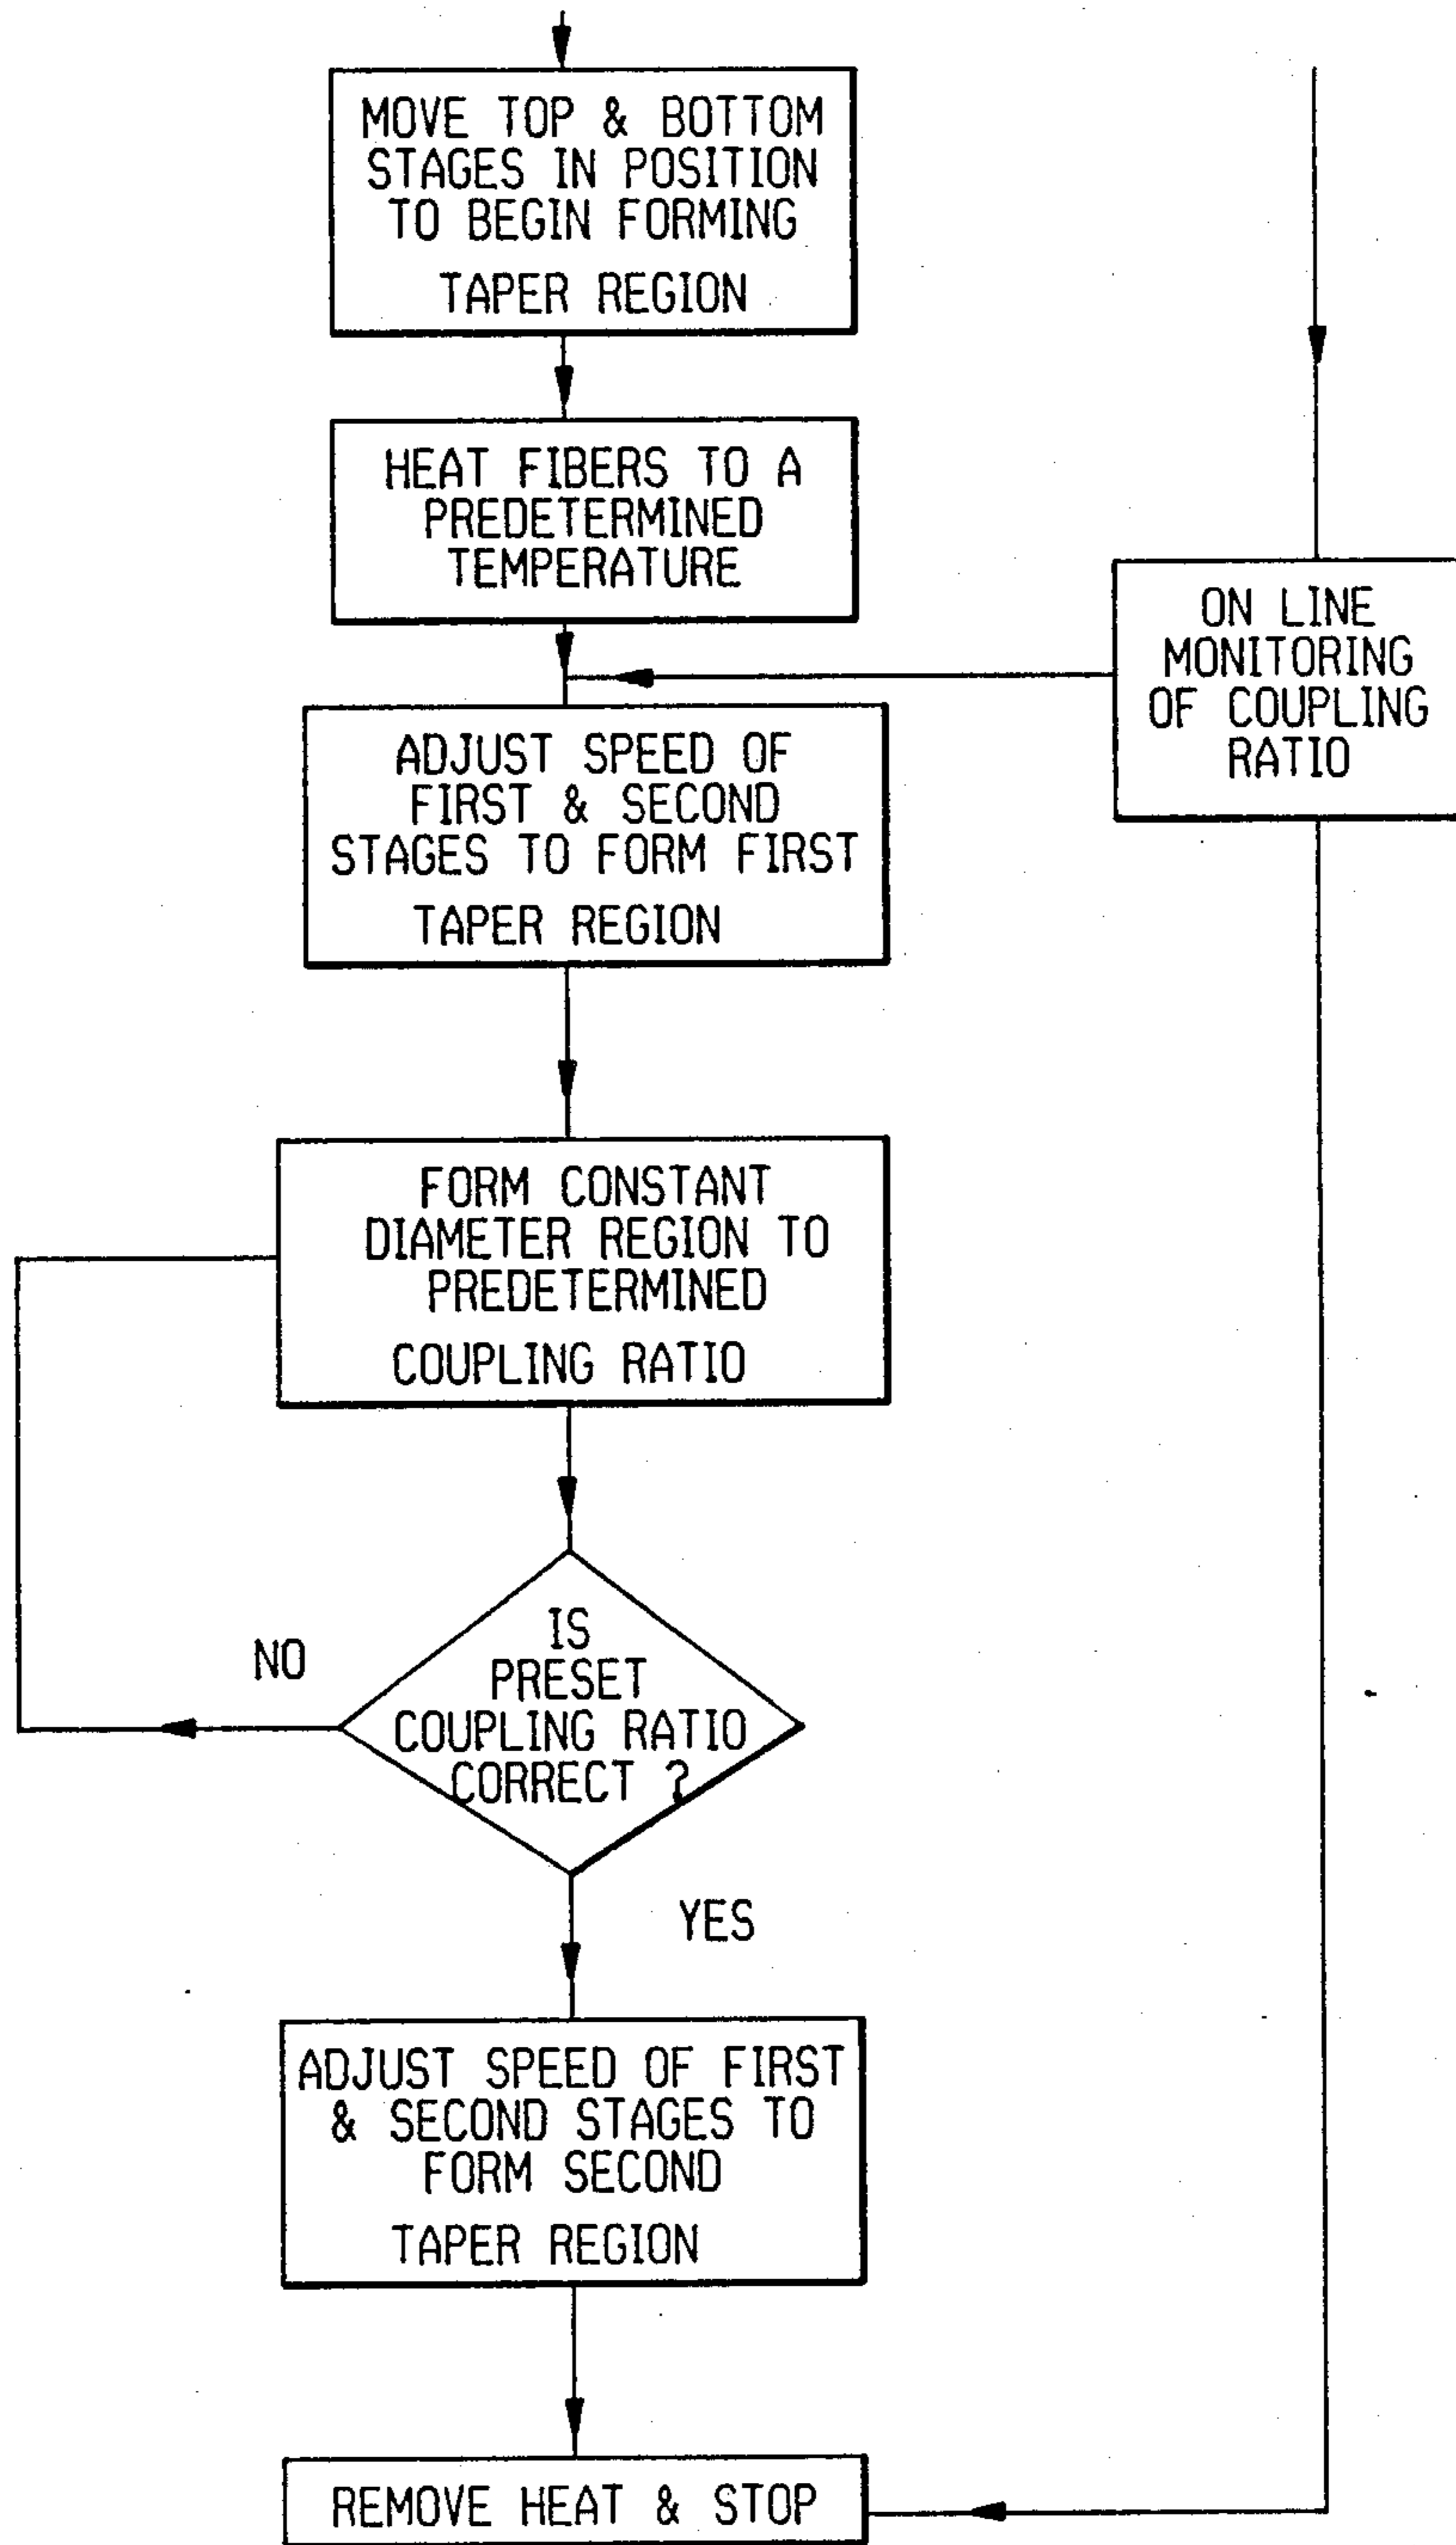 MOVE TOP & BOTTOM
STAGES IN POSITION
TO BEGIN FORMING
TAPER REGION
HEAT FIBERS TO A
PREDETERMINED
TEMPERATURE
ON LINE
MONITORING
OF COUPLING
RATIO
ADJUST SPEED OF
FIRST & SECOND
STAGES TO FORM FIRST
TAPER REGION
FORM CONSTANT
DIAMETER REGION TO
PREDETERMINED
COUPLING RATIO
IS
PRESET
COUPLING RATIO
CORRECT ?
NO
YES
ADJUST SPEED OF FIRST
& SECOND STAGES TO
FORM SECOND
TAPER REGION
REMOVE HEAT & STOP